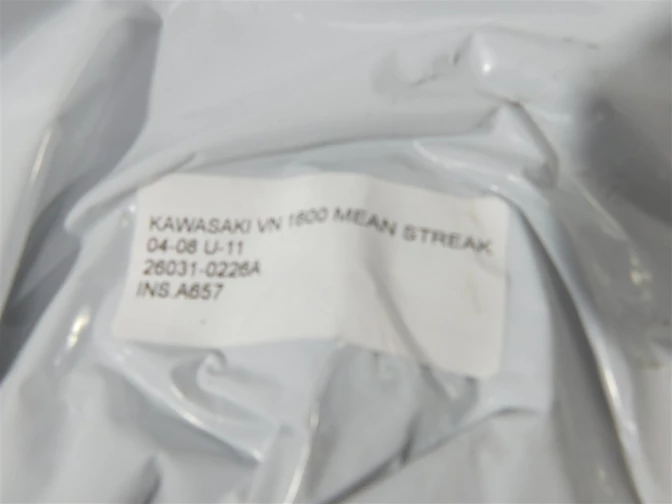 KAWASAKI VN 1600 MEAN STREAK
04-08 U-11
26031-0226A
INS.A657